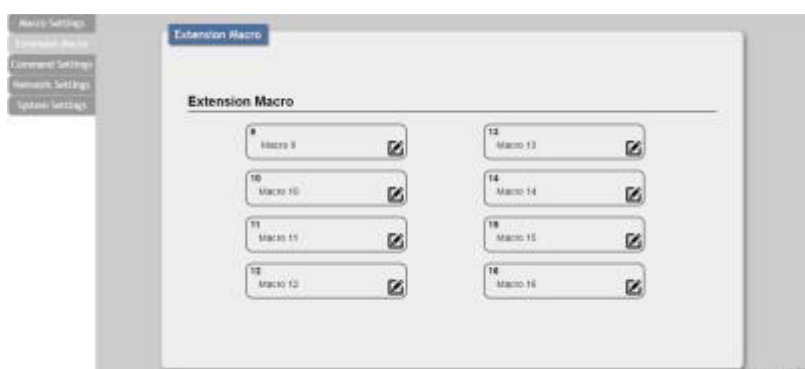 Macro Settings
Extension Macro
Command Settings
Network Settings
System Settings
Extension Macro
Extension Macro
9
Macro 9
10
Macro 10
11
Macro 11
12
Macro 12
13
Macro 13
14
Macro 14
15
Macro 15
16
Macro 16